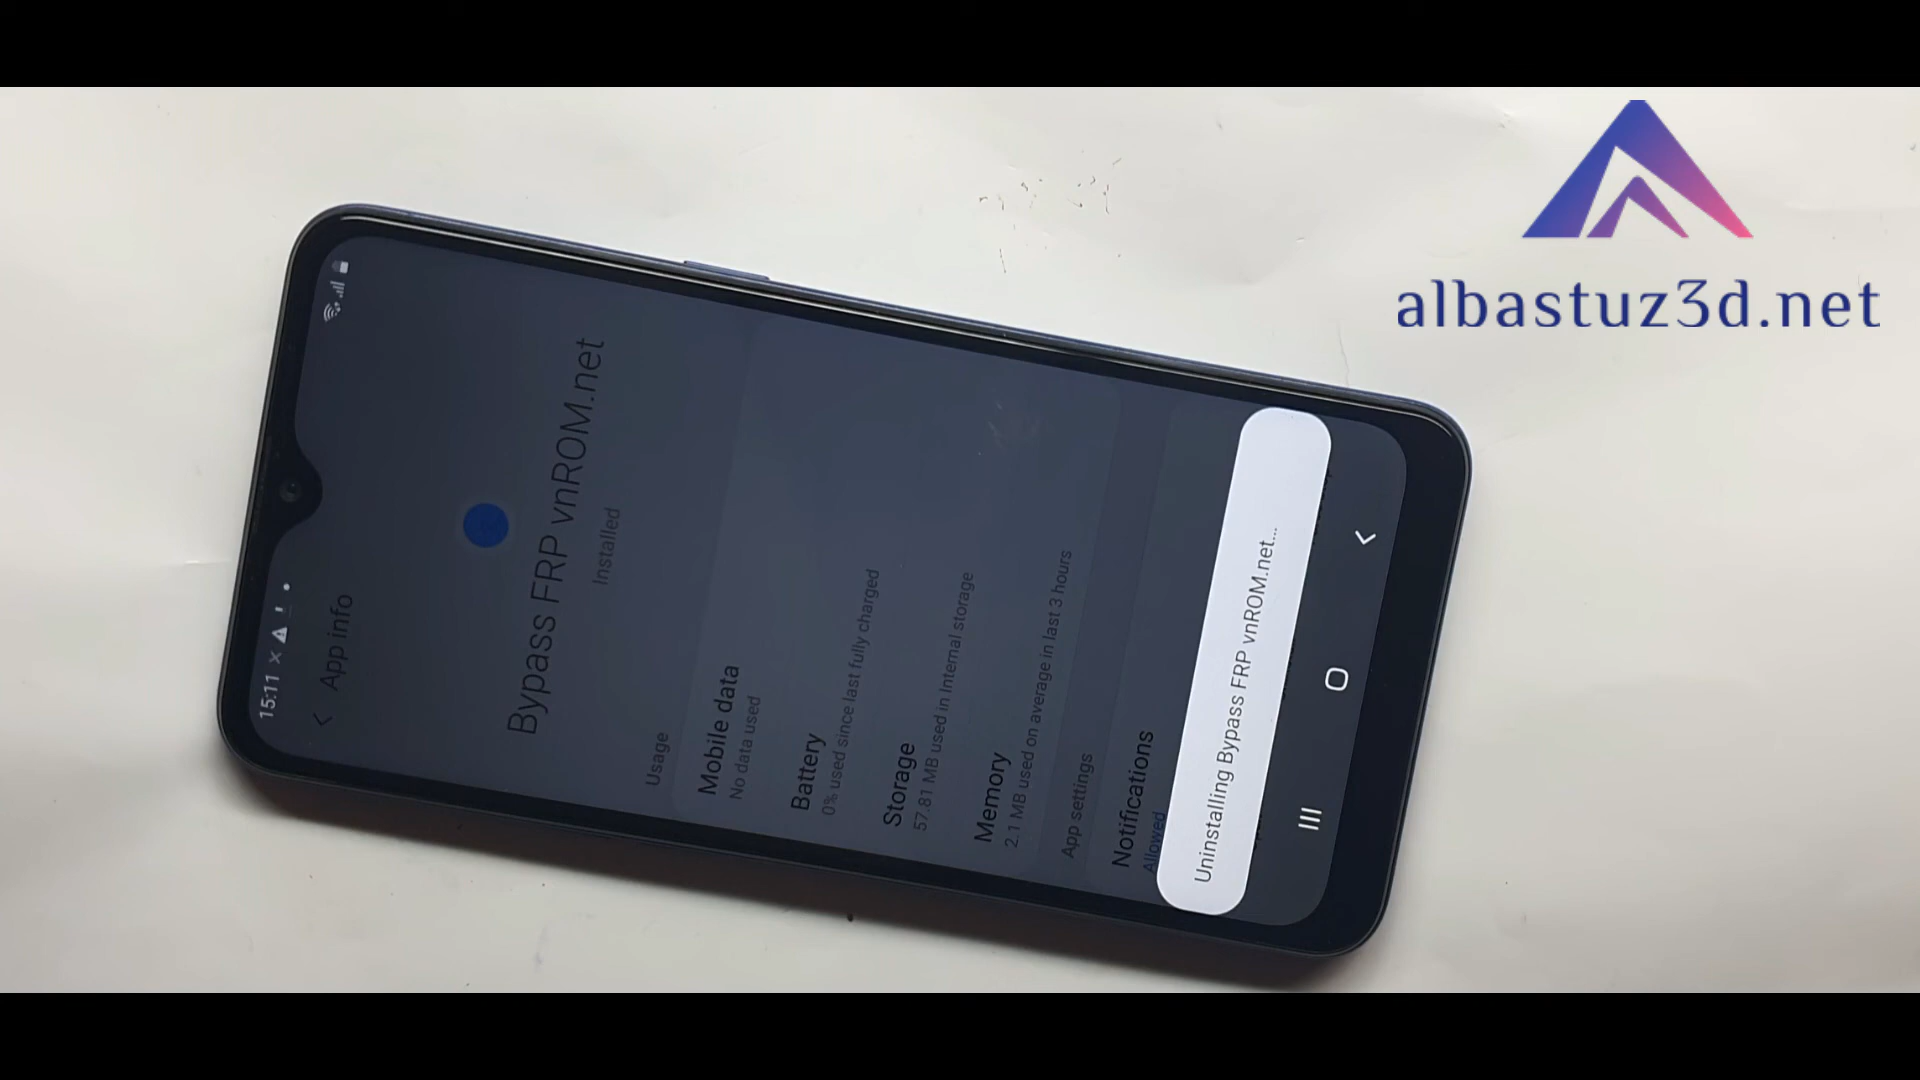 albastuz3d.net
15:11
App info
Bypass FRP vnROM.net
Installed
Usage
Mobile data
No data used
Battery
0% used since last fully charged
Storage
57.81 MB used in Internal storage
Memory
2.1 MB used on average in last 3 hours
App settings
Notifications
Allowed
Uninstalling Bypass FRP vnROM.net...